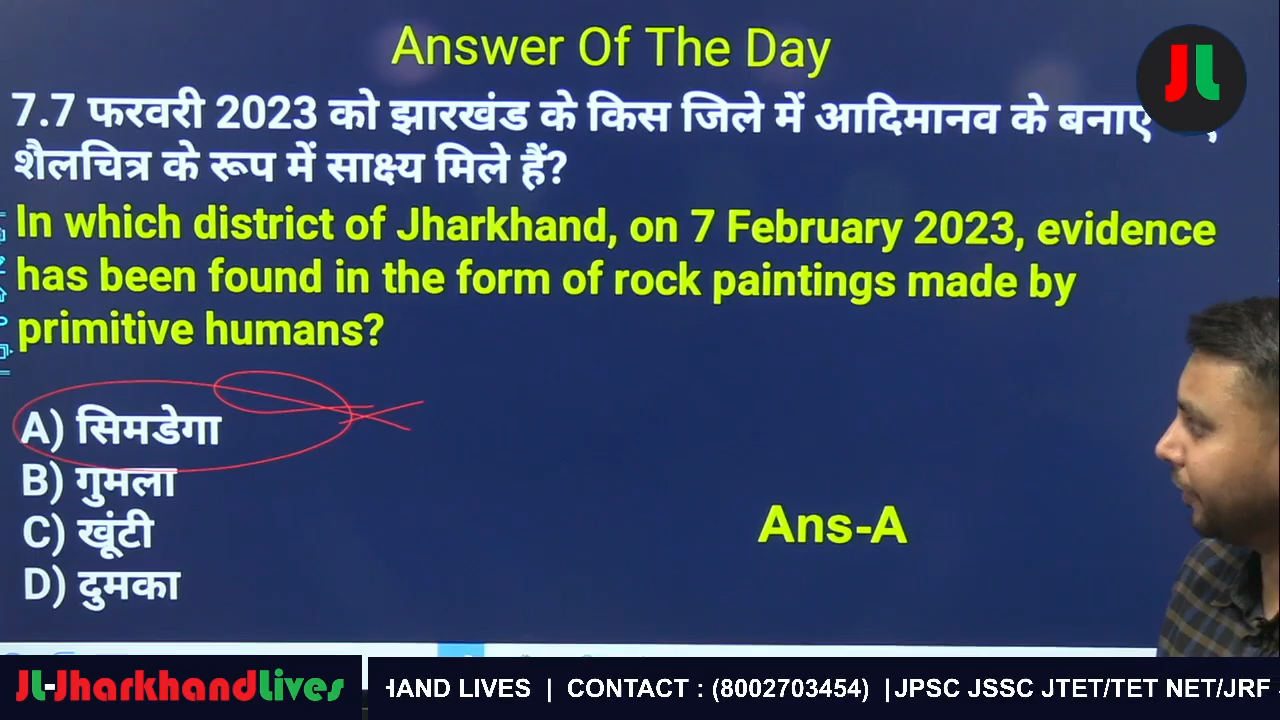 Answer Of The Day
JL
7.7 फरवरी 2023 को झारखंड के किस जिले में आदिमानव के बनाए
शैलचित्र के रूप में साक्ष्य मिले हैं?
In which district of Jharkhand, on 7 February 2023, evidence
has been found in the form of rock paintings made by
primitive humans?
A) सिमडेगा
B) गुमला
C) खूंटी
D) दुमका
Ans-A
JL-JharkhandLives
HAND LIVES | CONTACT : (8002703454) |JPSC JSSC JTET/TET NET/JRF